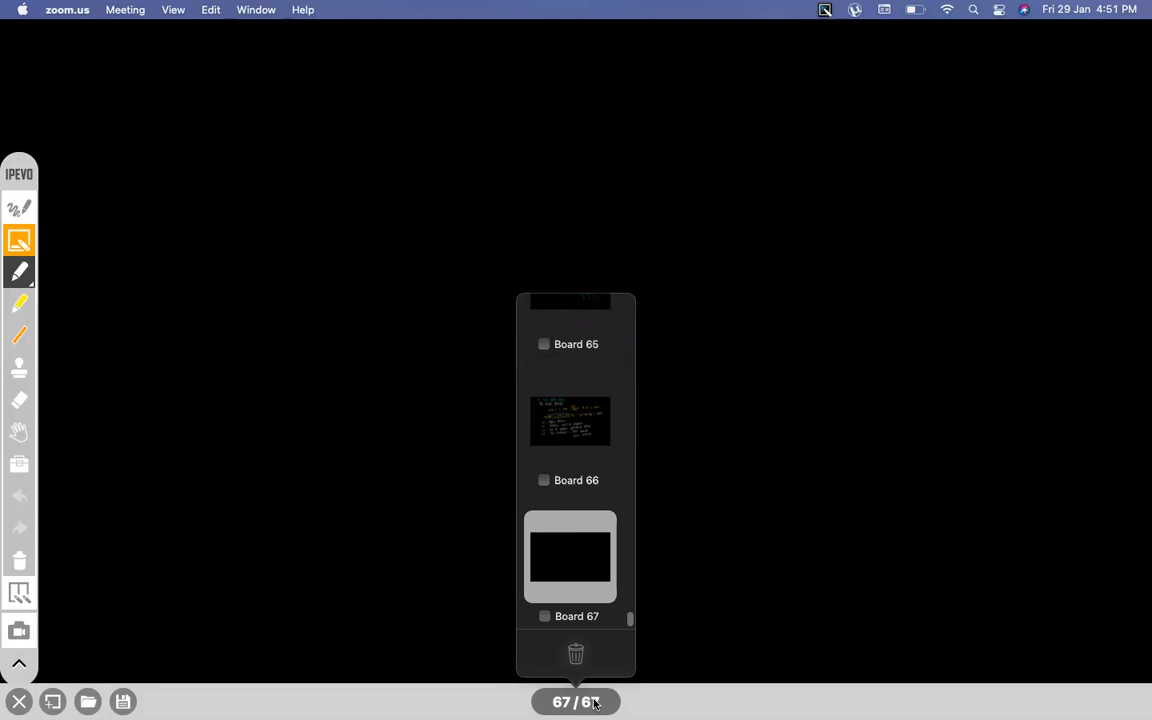 zoom.us Meeting View Edit Window Help Fri 29 Jan 4:51 PM
IPEVO
Board 65
Board 66
Board 67
67 / 67